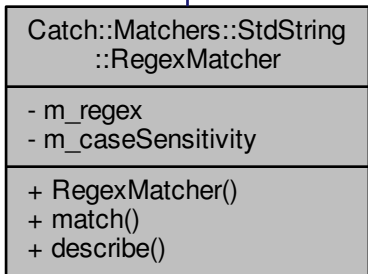 Catch::Matchers::StdString
::RegexMatcher
- m_regex
- m_caseSensitivity
+ RegexMatcher()
+ match()
+ describe()